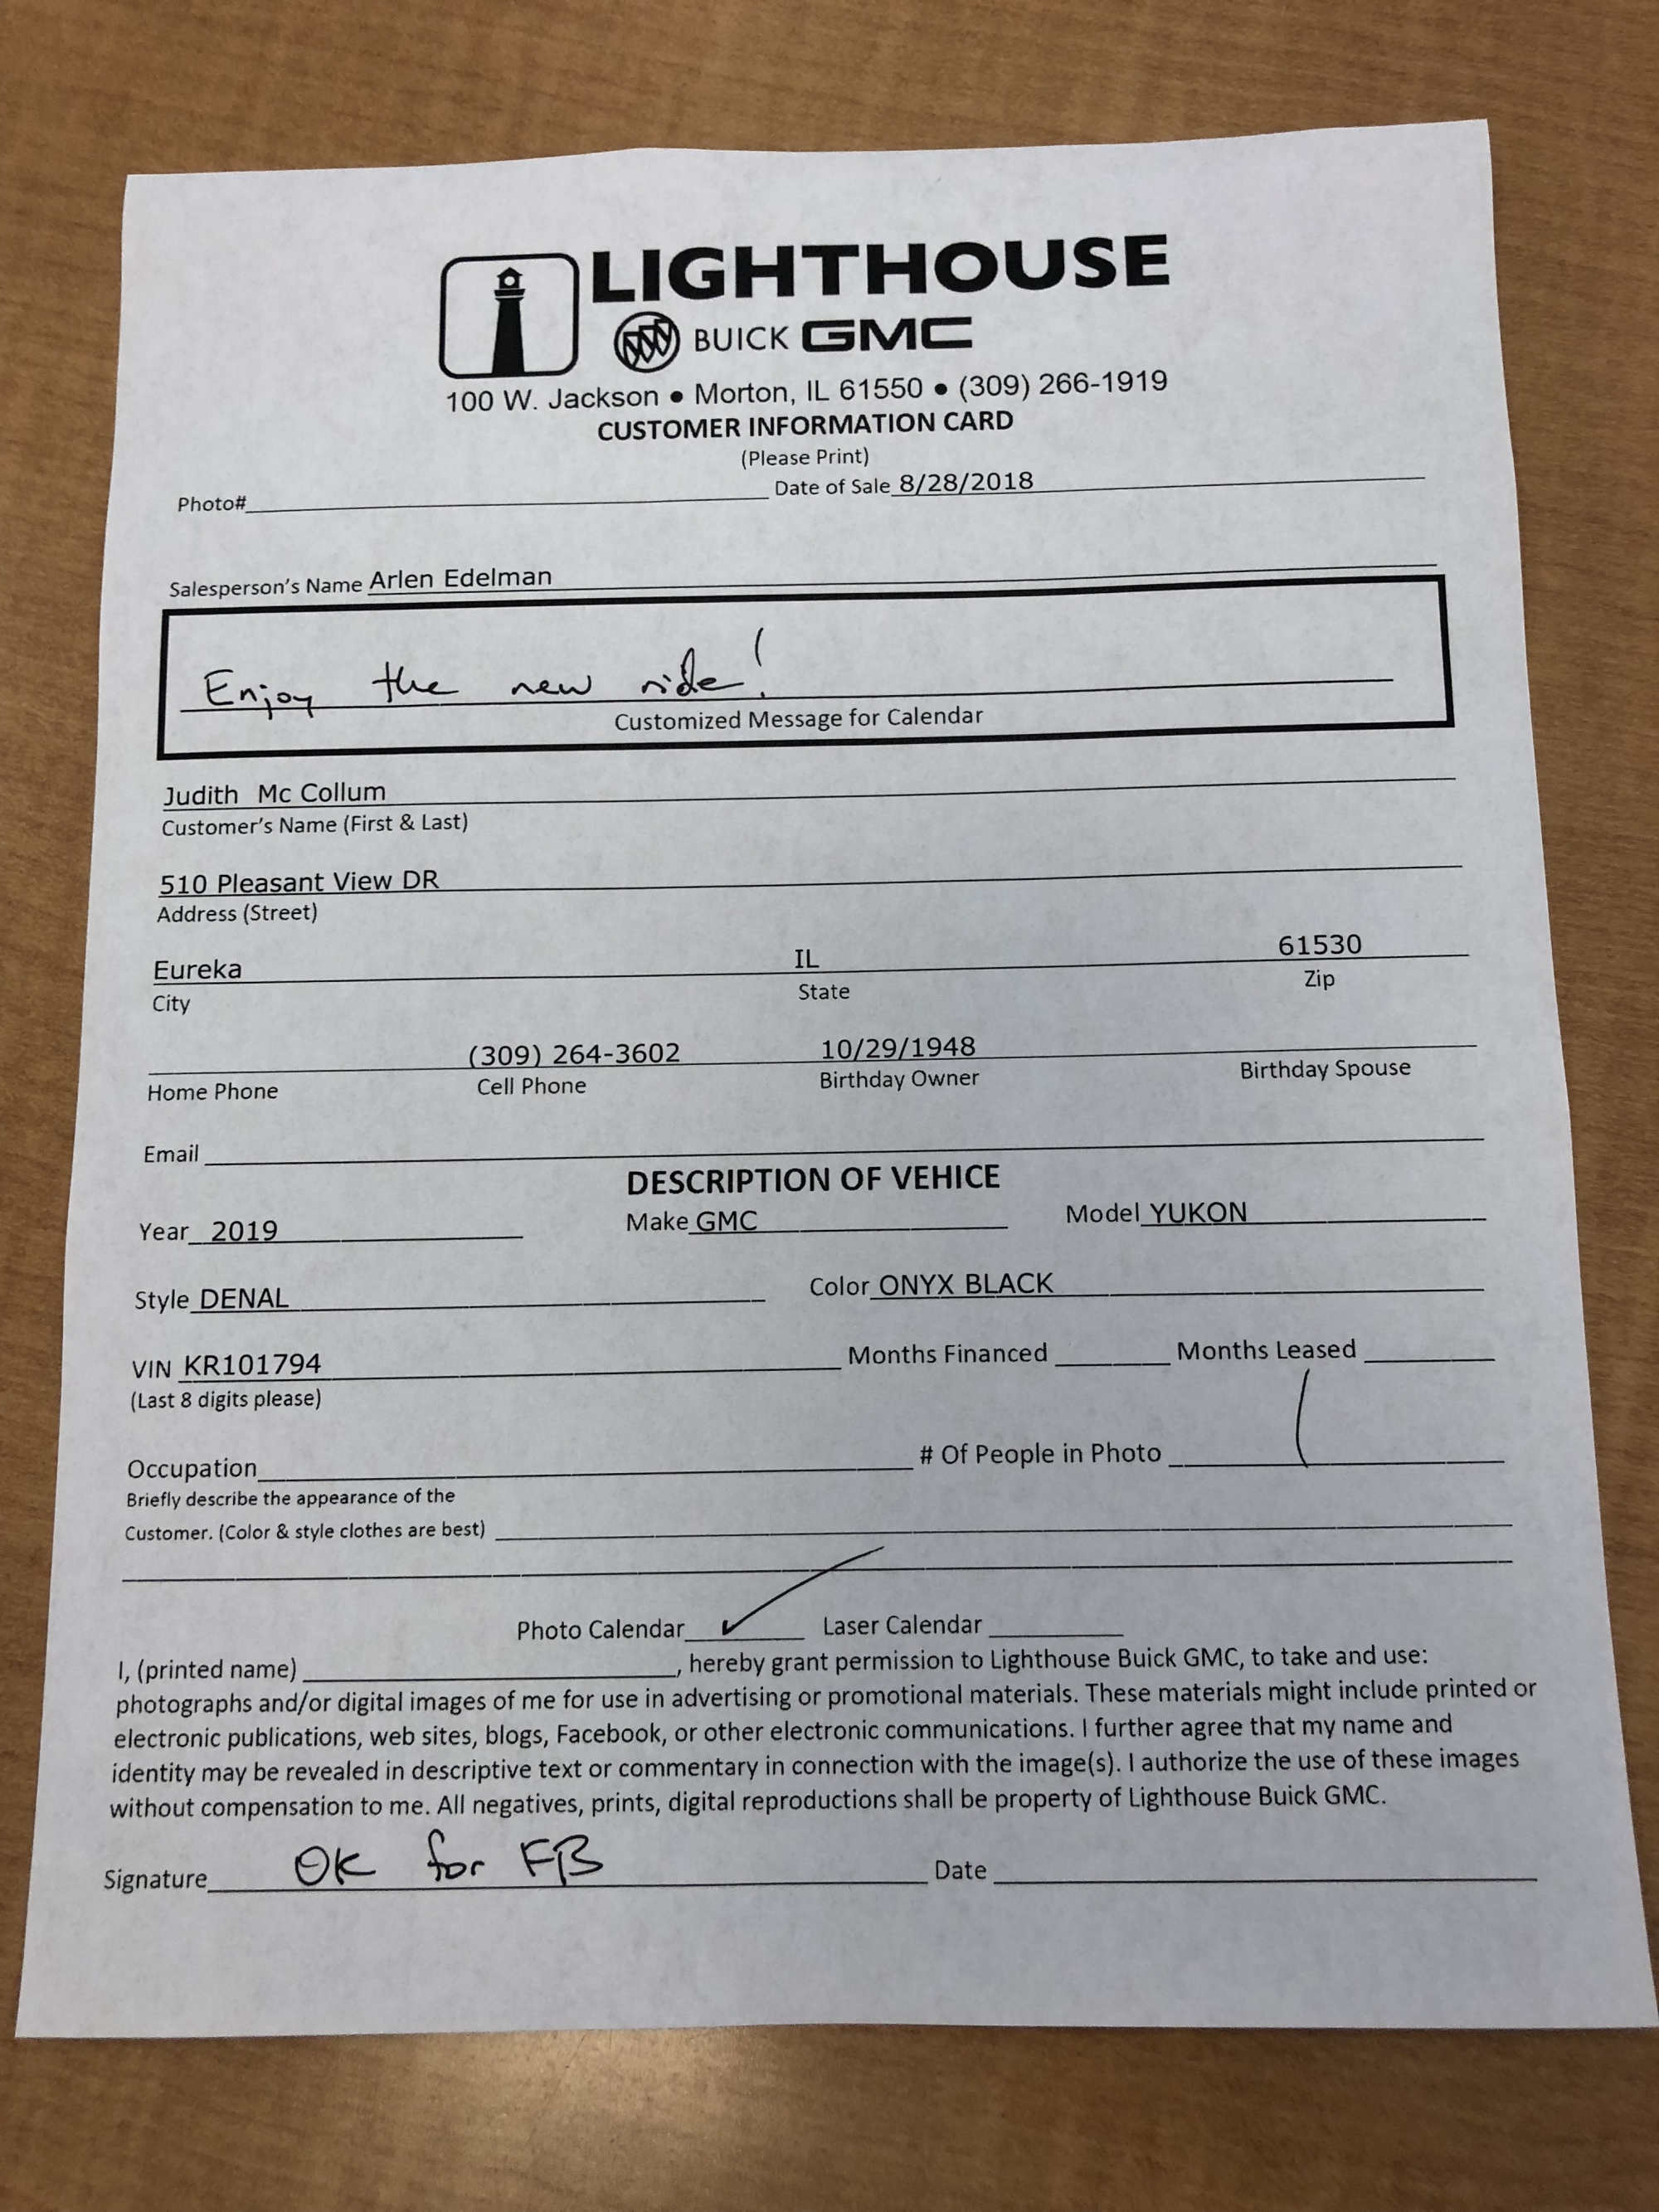 LIGHTHOUSE
BUICK GMC
100 W. Jackson • Morton, IL 61550 • (309) 266-1919
CUSTOMER INFORMATION CARD
(Please Print)
Photo# Date of Sale 8/28/2018
Salesperson's Name Arlen Edelman
Enjoy the new ride!
Customized Message for Calendar
Judith Mc Collum
Customer's Name (First & Last)
510 Pleasant View DR
Address (Street)
Eureka IL 61530
City State Zip
(309) 264-3602 10/29/1948
Home Phone Cell Phone Birthday Owner Birthday Spouse
Email
DESCRIPTION OF VEHICE
Year 2019 Make GMC Model YUKON
Style DENAL Color ONYX BLACK
VIN KR101794 Months Financed Months Leased
(Last 8 digits please)
Occupation # Of People in Photo 1
Briefly describe the appearance of the
Customer. (Color & style clothes are best)
Photo Calendar ✓ Laser Calendar
I, (printed name) , hereby grant permission to Lighthouse Buick GMC, to take and use:
photographs and/or digital images of me for use in advertising or promotional materials. These materials might include printed or
electronic publications, web sites, blogs, Facebook, or other electronic communications. I further agree that my name and
identity may be revealed in descriptive text or commentary in connection with the image(s). I authorize the use of these images
without compensation to me. All negatives, prints, digital reproductions shall be property of Lighthouse Buick GMC.
Signature OK for FB Date